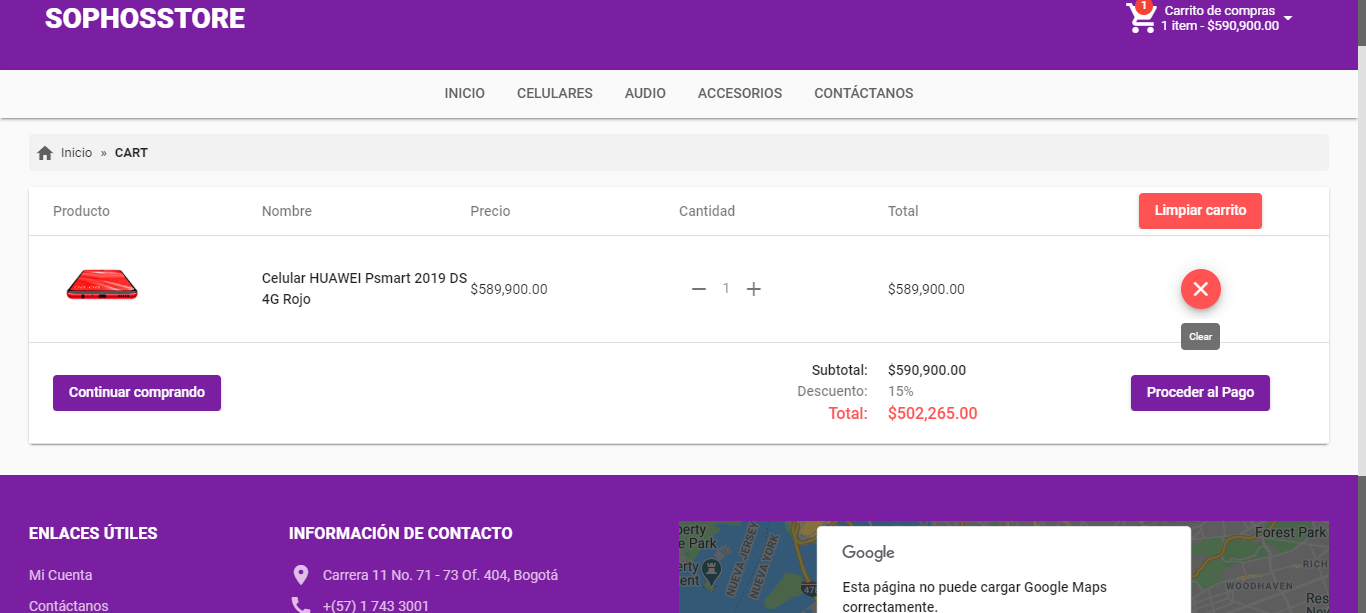 SOPHOSSTORE
1
Carrito de compras
1 item - $590,900.00
INICIO CELULARES AUDIO ACCESORIOS CONTÁCTANOS
Inicio » CART
Producto Nombre Precio Cantidad Total Limpiar carrito
Celular HUAWEI Psmart 2019 DS
4G Rojo
$589,900.00 1 $589,900.00
Clear
Continuar comprando
Subtotal: $590,900.00
Descuento: 15%
Total: $502,265.00
Proceder al Pago
ENLACES ÚTILES
Mi Cuenta
Contáctanos
INFORMACIÓN DE CONTACTO
Carrera 11 No. 71 - 73 Of. 404, Bogotá
+(57) 1 743 3001
NUEVA JERSEY
NUEVA YORK
Forest Park
WOODHAVEN
Google
Esta página no puede cargar Google Maps
correctamente.